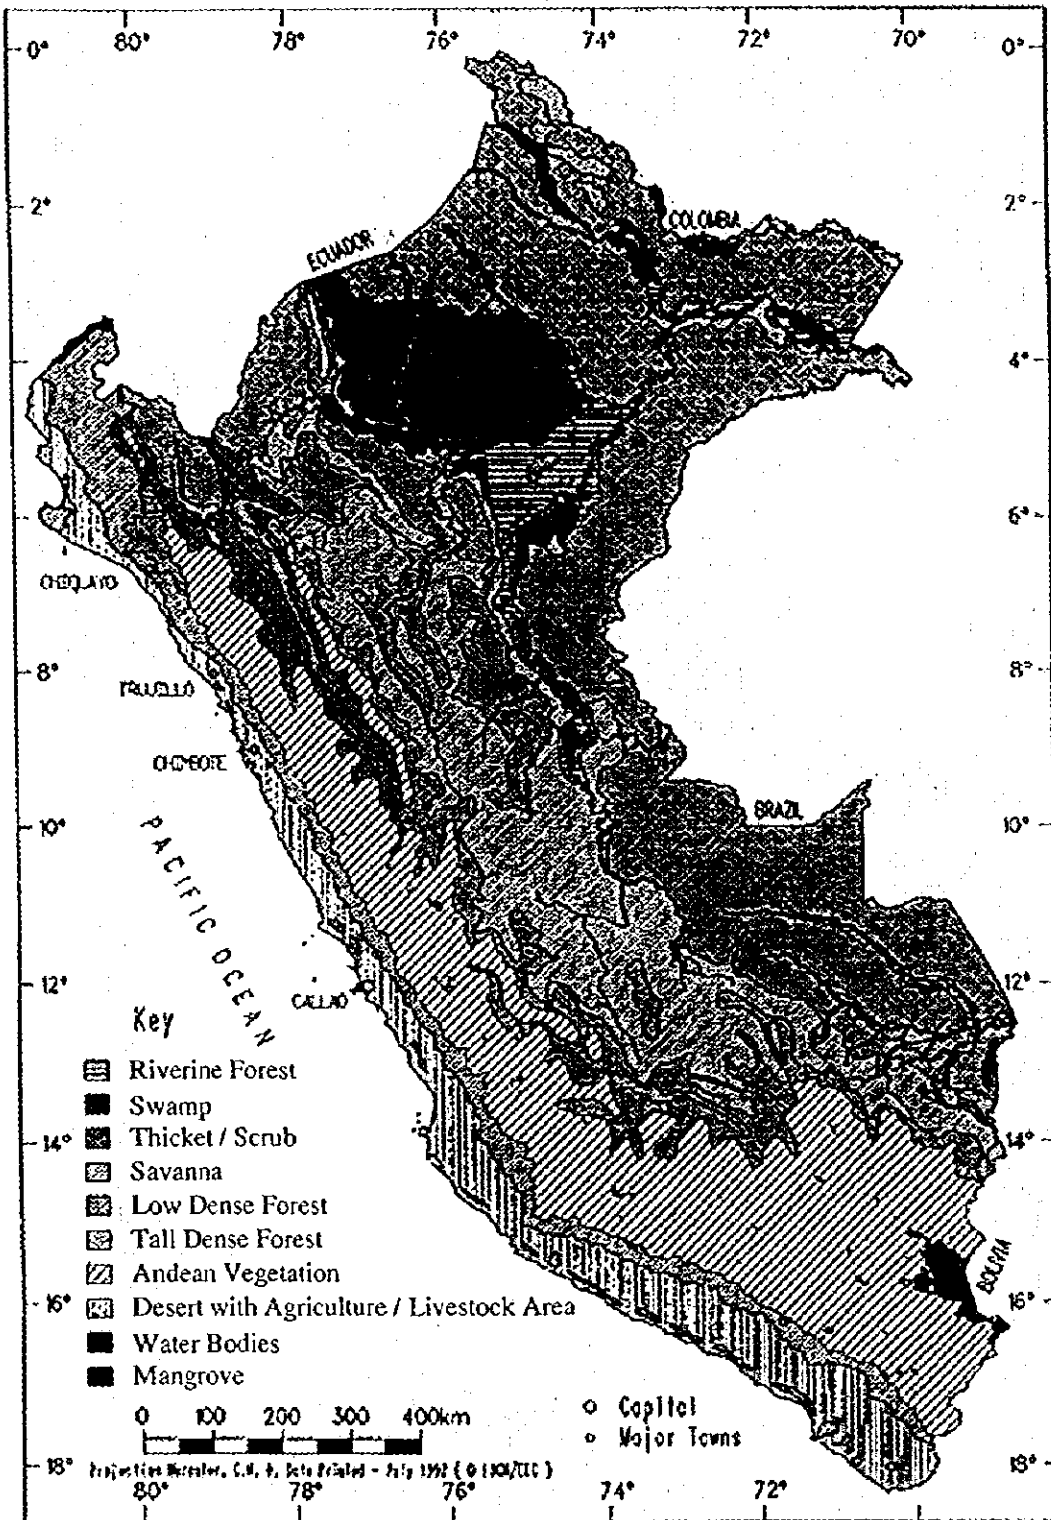 80° 78° 76° 74° 72° 70°
0° 0°
2° 2°
COLOMBIA
ECUADOR
4°
6° 6°
CHICLAYO
8° 8°
TRUJILLO
CHIMBOTE
BRAZIL
10° 10°
PACIFIC OCEAN
12° 12°
CALLAO
Key
Riverine Forest
Swamp
Thicket / Scrub
14° 14°
Savanna
Low Dense Forest
Tall Dense Forest
BOLIVIA
Andean Vegetation
16° 16°
Desert with Agriculture / Livestock Area
Water Bodies
Mangrove
0 100 200 300 400km
Capital
Major Towns
18° 18°
80° 78° 76° 74° 72°